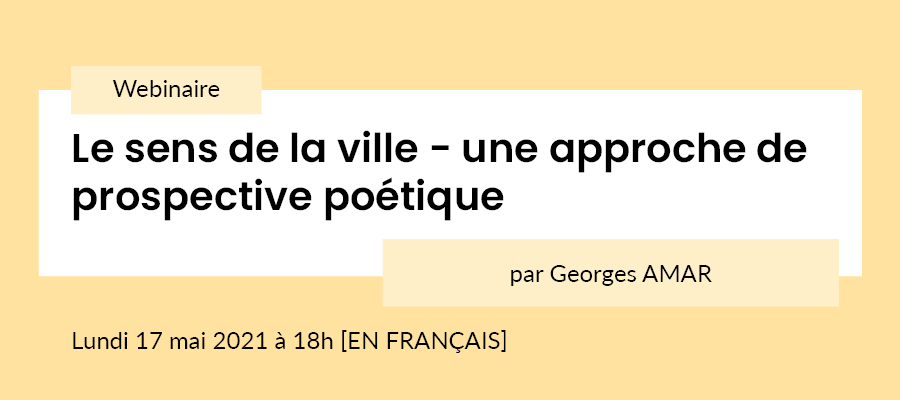 Webinaire
Le sens de la ville - une approche de
prospective poétique
par Georges AMAR
Lundi 17 mai 2021 à 18h [EN FRANÇAIS]